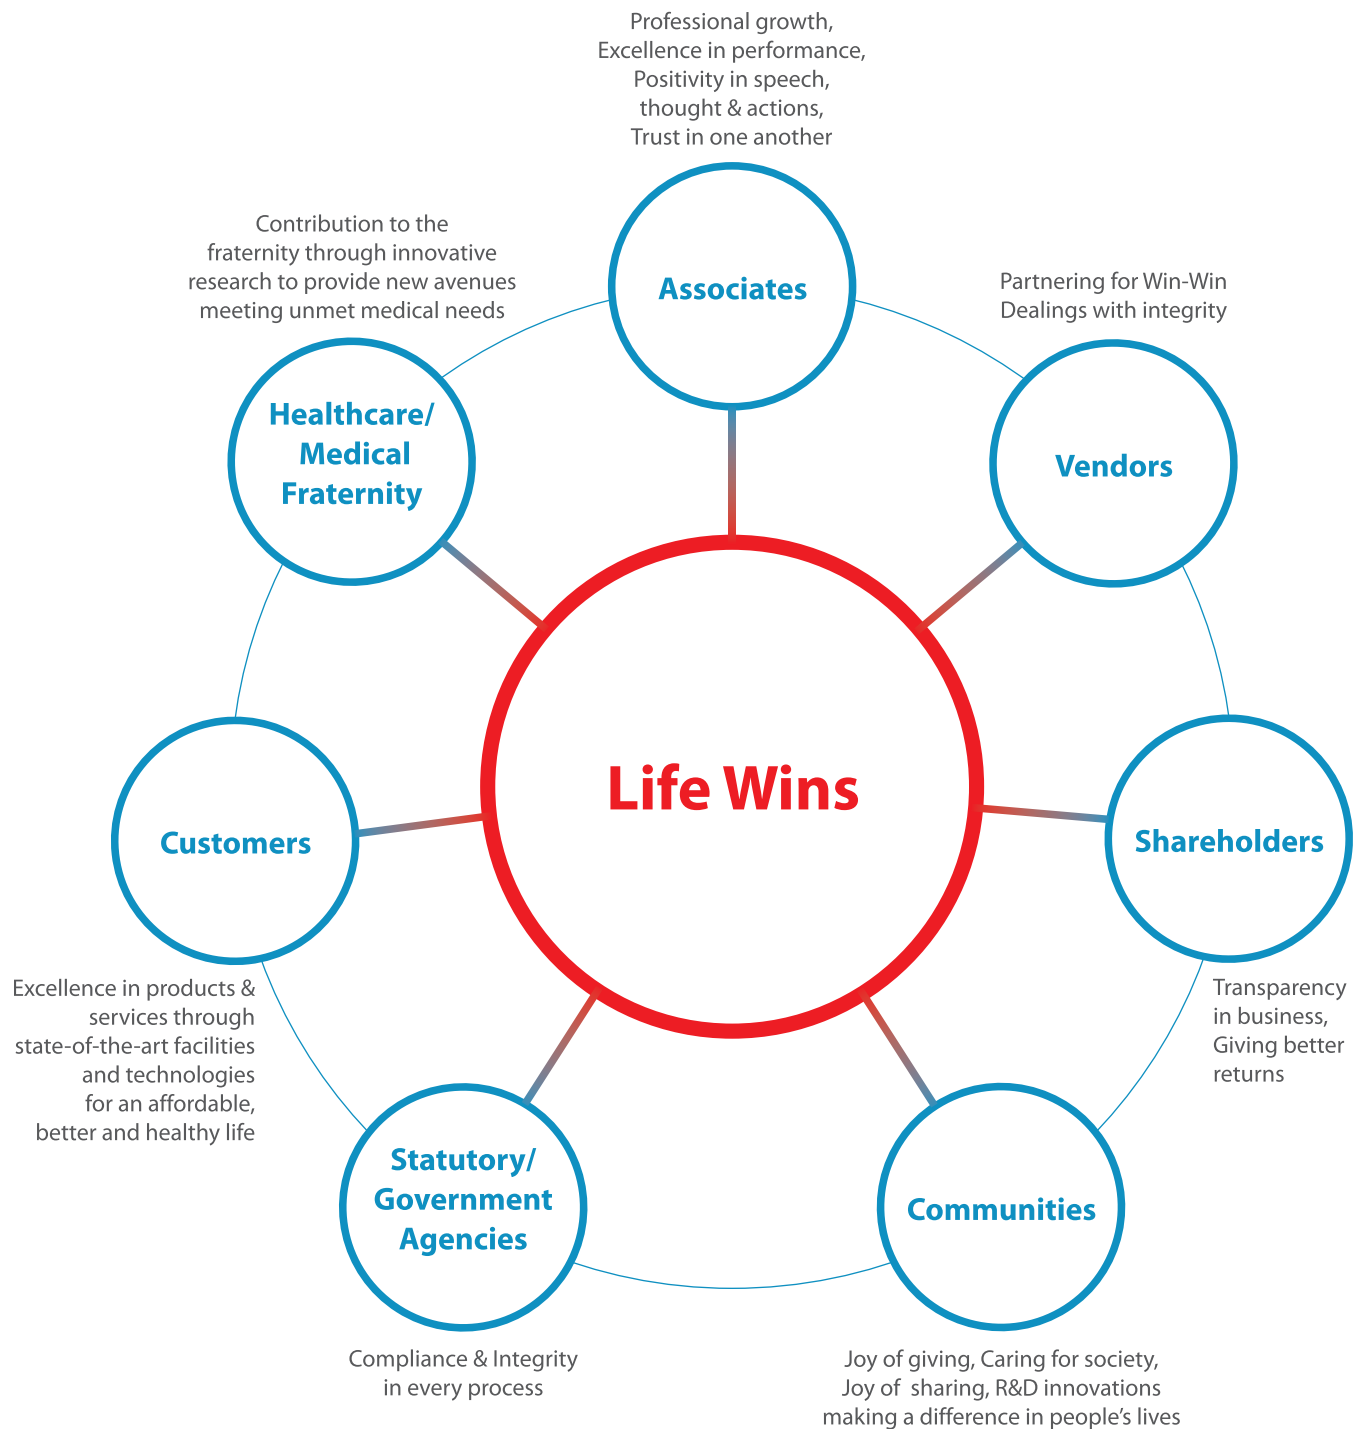 Professional growth,
Excellence in performance,
Positivity in speech,
thought & actions,
Trust in one another
Associates
Contribution to the
fraternity through innovative
research to provide new avenues
meeting unmet medical needs
Healthcare/
Medical
Fraternity
Partnering for Win-Win
Dealings with integrity
Vendors
Life Wins
Customers
Excellence in products &
services through
state-of-the-art facilities
and technologies
for an affordable,
better and healthy life
Shareholders
Transparency
in business,
Giving better
returns
Statutory/
Government
Agencies
Compliance & Integrity
in every process
Communities
Joy of giving, Caring for society,
Joy of  sharing, R&D innovations
making a difference in people’s lives